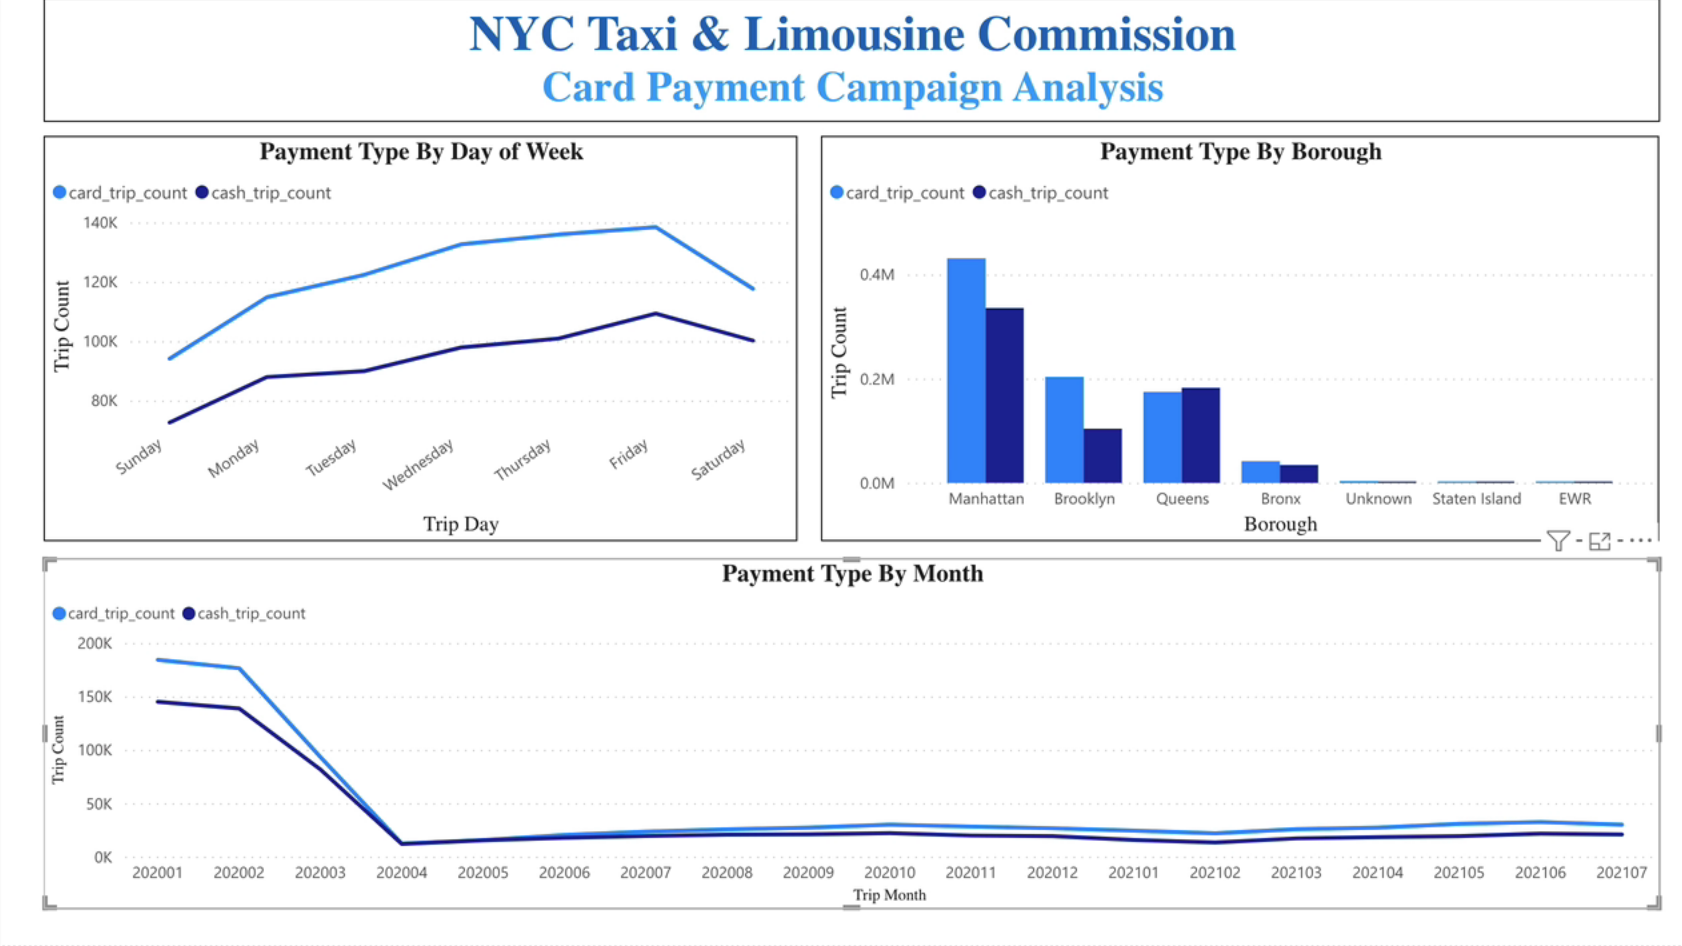 NYC Taxi & Limousine Commission
Card Payment Campaign Analysis
Payment Type By Day of Week
card_trip_count cash_trip_count
Trip Count
140K
120K
100K
80K
Sunday Monday Tuesday Wednesday Thursday Friday Saturday
Trip Day
Payment Type By Borough
card_trip_count cash_trip_count
Trip Count
0.4M
0.2M
0.0M
Manhattan Brooklyn Queens Bronx Unknown Staten Island EWR
Borough
Payment Type By Month
card_trip_count cash_trip_count
Trip Count
200K
150K
100K
50K
0K
202001 202002 202003 202004 202005 202006 202007 202008 202009 202010 202011 202012 202101 202102 202103 202104 202105 202106 202107
Trip Month